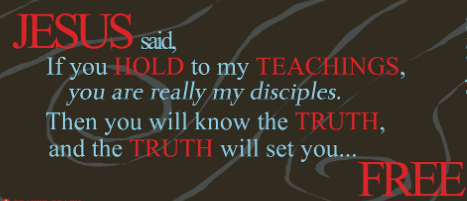 JESUS said,
If you HOLD to my TEACHINGS,
you are really my disciples.
Then you will know the TRUTH,
and the TRUTH will set you...
FREE